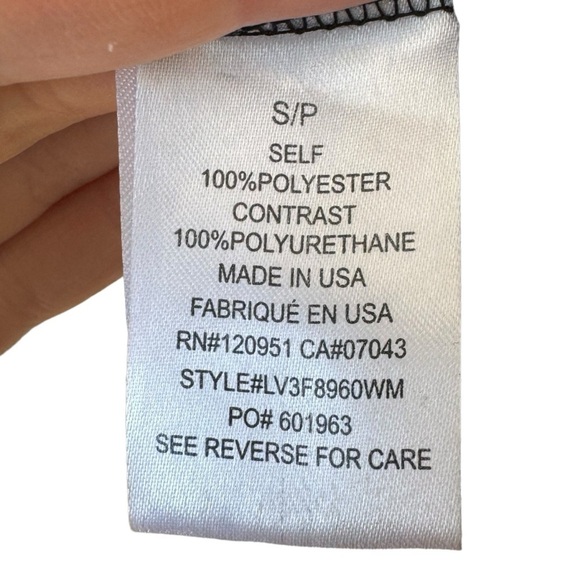 S/P
SELF
100%POLYESTER
CONTRAST
100%POLYURETHANE
MADE IN USA
FABRIQUÉ EN USA
RN#120951 CA#07043
STYLE#LV3F8960WM
PO# 601963
SEE REVERSE FOR CARE